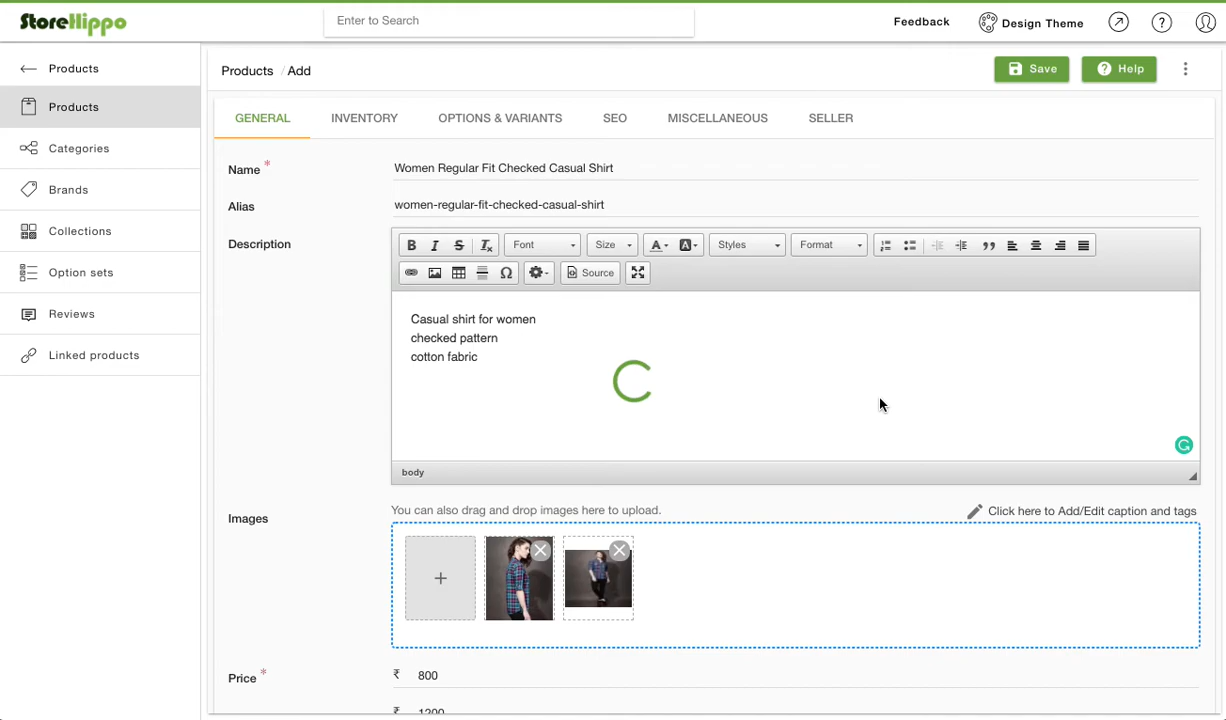 StoreHippo
Enter to Search
Feedback
Design Theme
?
Products
Products
Categories
Brands
Collections
Option sets
Reviews
Linked products
Products / Add
Save
Help
GENERAL INVENTORY OPTIONS & VARIANTS SEO MISCELLANEOUS SELLER
Name * Women Regular Fit Checked Casual Shirt
Alias women-regular-fit-checked-casual-shirt
Description
B I S Tx Font Size A A Styles Format
Ω Source
Casual shirt for women
checked pattern
cotton fabric
body
Images
You can also drag and drop images here to upload.
Click here to Add/Edit caption and tags
+
Price * ₹ 800
₹ 1200